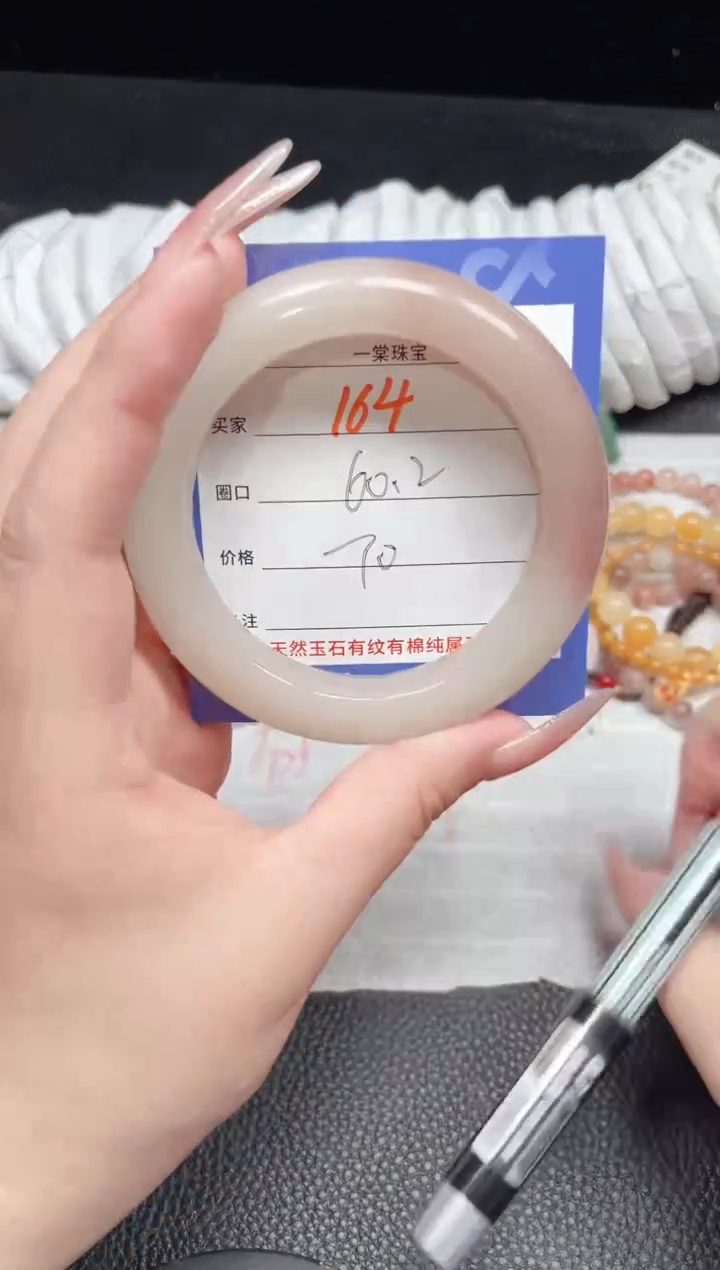 一棠珠宝
买家 164
圈口 60.2
价格 70
注
天然玉石有纹有棉纯属